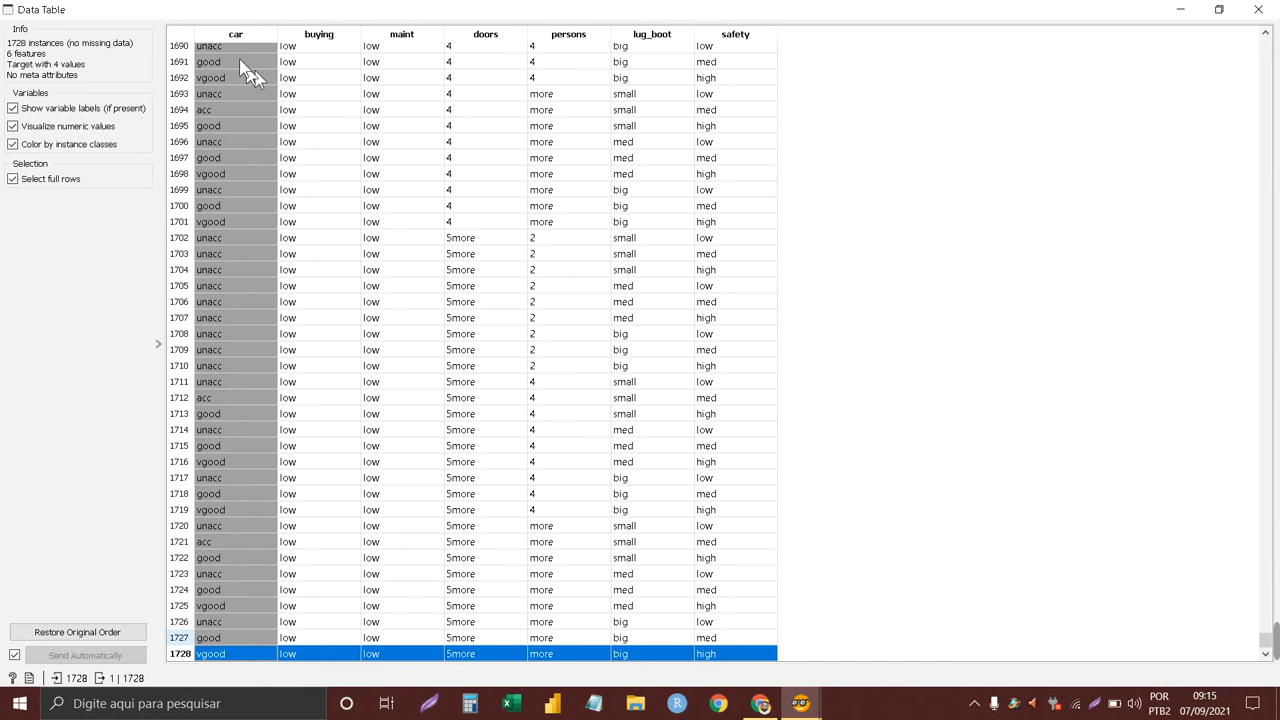 Data Table
Info
1728 instances (no missing data)
6 features
Target with 4 values
No meta attributes
Variables
Show variable labels (if present)
Visualize numeric values
Color by instance classes
Selection
Select full rows
car buying maint doors persons lug_boot safety
1690 unacc low low 4 4 big low
1691 good low low 4 4 big med
1692 vgood low low 4 4 big high
1693 unacc low low 4 more small low
1694 acc low low 4 more small med
1695 good low low 4 more small high
1696 unacc low low 4 more med low
1697 good low low 4 more med med
1698 vgood low low 4 more med high
1699 unacc low low 4 more big low
1700 good low low 4 more big med
1701 vgood low low 4 more big high
1702 unacc low low 5more 2 small low
1703 unacc low low 5more 2 small med
1704 unacc low low 5more 2 small high
1705 unacc low low 5more 2 med low
1706 unacc low low 5more 2 med med
1707 unacc low low 5more 2 med high
1708 unacc low low 5more 2 big low
1709 unacc low low 5more 2 big med
1710 unacc low low 5more 2 big high
1711 unacc low low 5more 4 small low
1712 acc low low 5more 4 small med
1713 good low low 5more 4 small high
1714 unacc low low 5more 4 med low
1715 good low low 5more 4 med med
1716 vgood low low 5more 4 med high
1717 unacc low low 5more 4 big low
1718 good low low 5more 4 big med
1719 vgood low low 5more 4 big high
1720 unacc low low 5more more small low
1721 acc low low 5more more small med
1722 good low low 5more more small high
1723 unacc low low 5more more med low
1724 good low low 5more more med med
1725 vgood low low 5more more med high
1726 unacc low low 5more more big low
1727 good low low 5more more big med
1728 vgood low low 5more more big high
Restore Original Order
Send Automatically
? 1728 1 | 1728
Digite aqui para pesquisar
POR
PTB2
09:15
07/09/2021